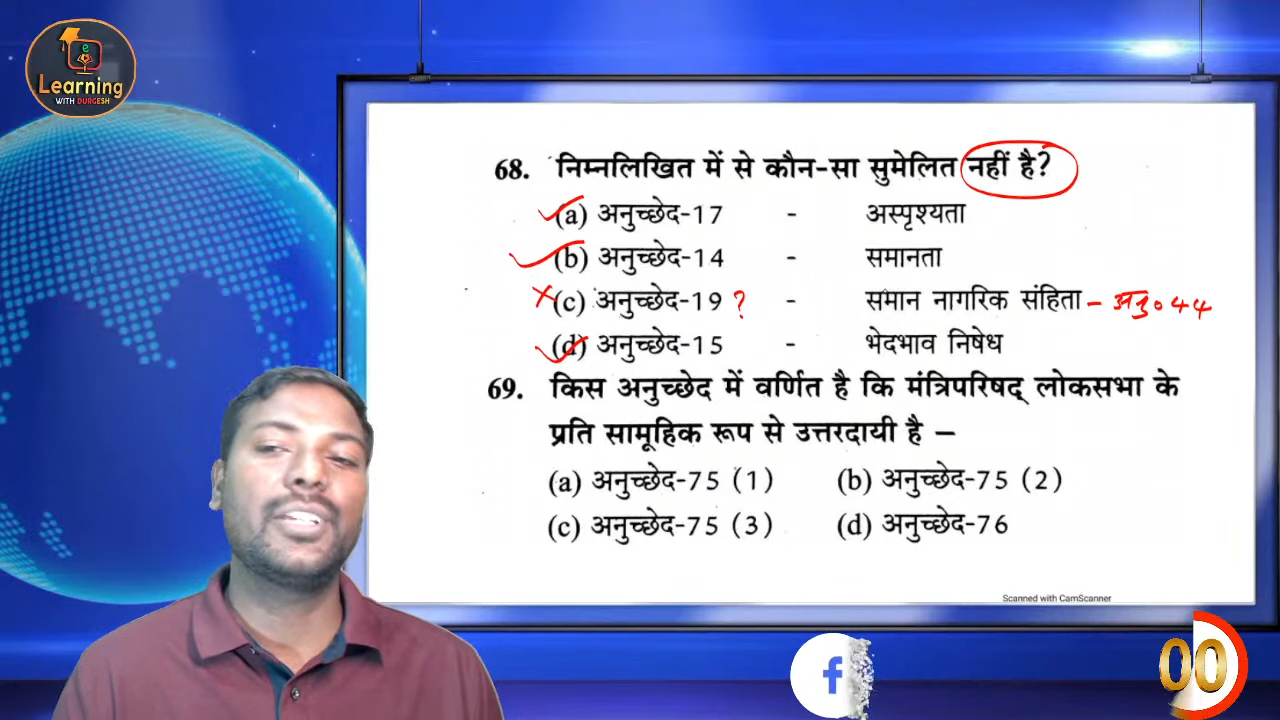 e
Learning
WITH DURGESH
68. निम्नलिखित में से कौन-सा सुमेलित नहीं है?
(a) अनुच्छेद-17 - अस्पृश्यता
(b) अनुच्छेद-14 - समानता
(c) अनुच्छेद-19 ? - समान नागरिक संहिता - अनु० 44
(d) अनुच्छेद-15 - भेदभाव निषेध
69. किस अनुच्छेद में वर्णित है कि मंत्रिपरिषद् लोकसभा के
प्रति सामूहिक रूप से उत्तरदायी है –
(a) अनुच्छेद-75 (1) (b) अनुच्छेद-75 (2)
(c) अनुच्छेद-75 (3) (d) अनुच्छेद-76
Scanned with CamScanner
f
00